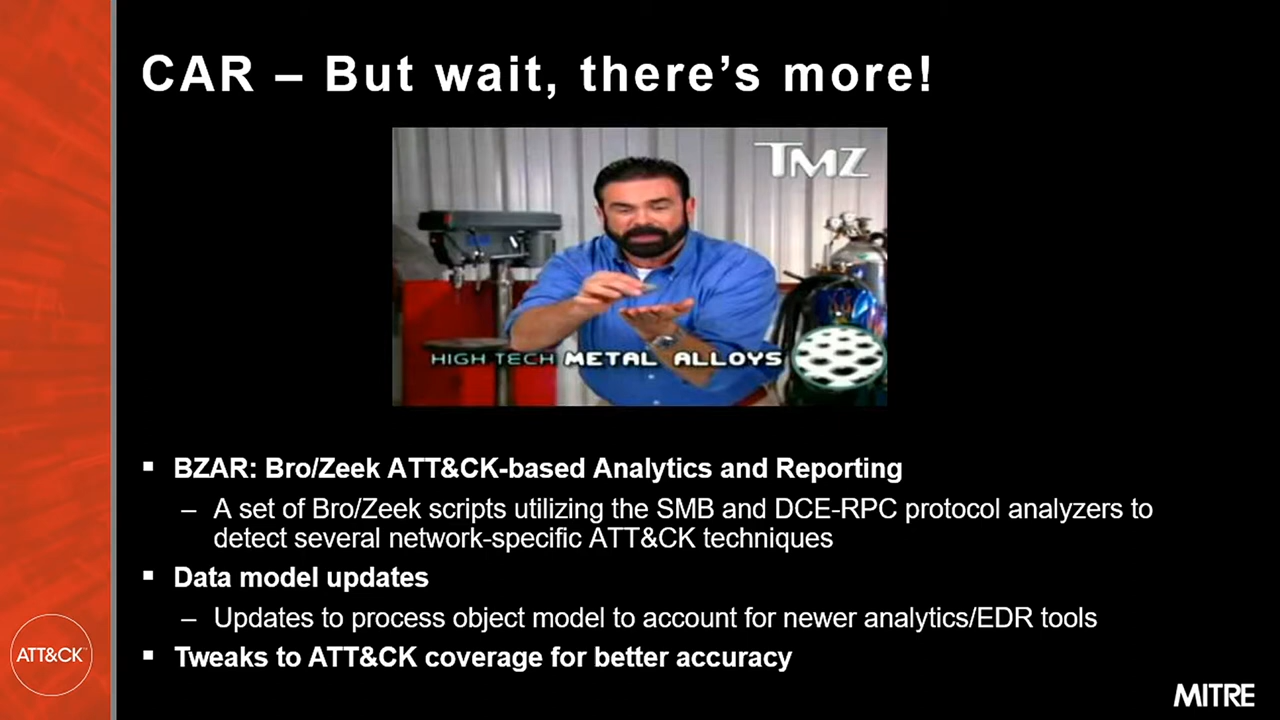 CAR – But wait, there's more!
TMZ
HIGH TECH METAL ALLOYS
▪ BZAR: Bro/Zeek ATT&CK-based Analytics and Reporting
– A set of Bro/Zeek scripts utilizing the SMB and DCE-RPC protocol analyzers to
detect several network-specific ATT&CK techniques
▪ Data model updates
– Updates to process object model to account for newer analytics/EDR tools
▪ Tweaks to ATT&CK coverage for better accuracy
ATT&CK™
MITRE